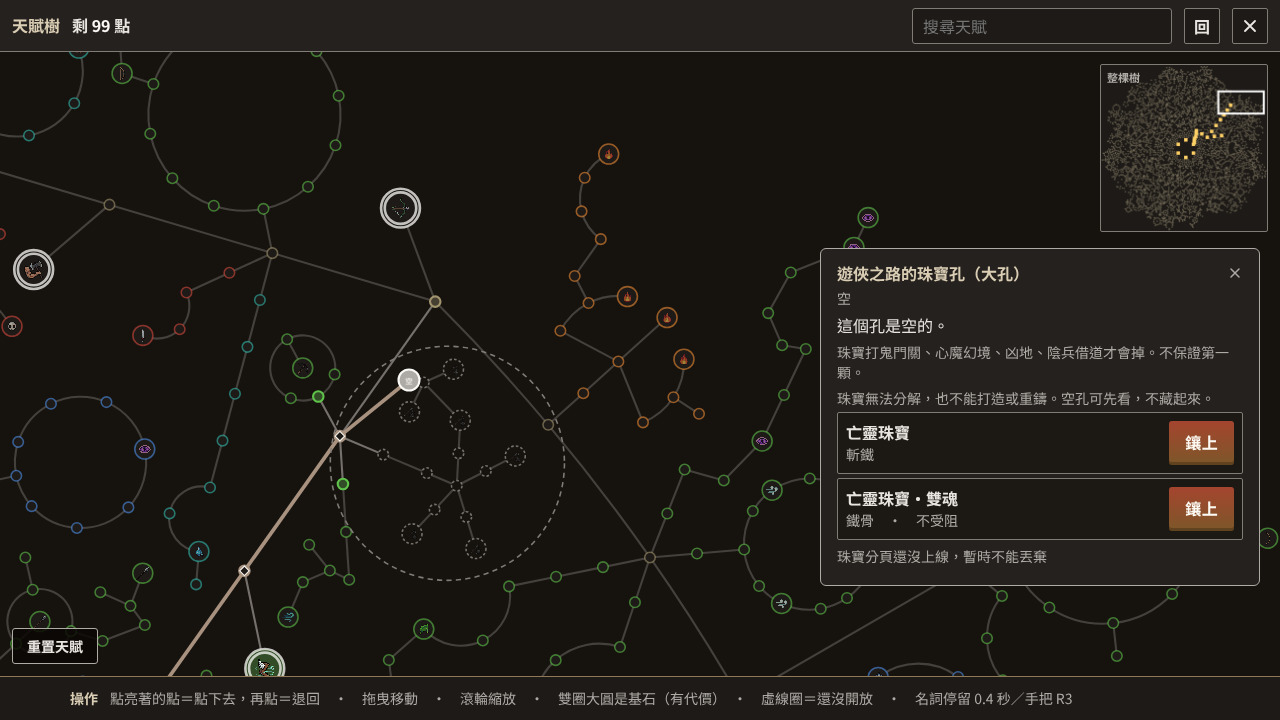 天賦樹 剩 99 點
搜尋天賦
回
整棵樹
遊俠之路的珠寶孔（大孔）
空
這個孔是空的。
珠寶打鬼門關、心魔幻境、凶地、陰兵借道才會掉。不保證第一
顆。
珠寶無法分解，也不能打造或重鑄。空孔可先看，不藏起來。
亡靈珠寶
斬鐵
鑲上
亡靈珠寶・雙魂
鐵骨 ・ 不受阻
鑲上
珠寶分頁還沒上線，暫時不能丟棄
重置天賦
操作 點亮著的點＝點下去，再點＝退回 ・ 拖曳移動 ・ 滾輪縮放 ・ 雙圈大圓是基石（有代價） ・ 虛線圈＝還沒開放 ・ 名詞停留 0.4 秒／手把 R3